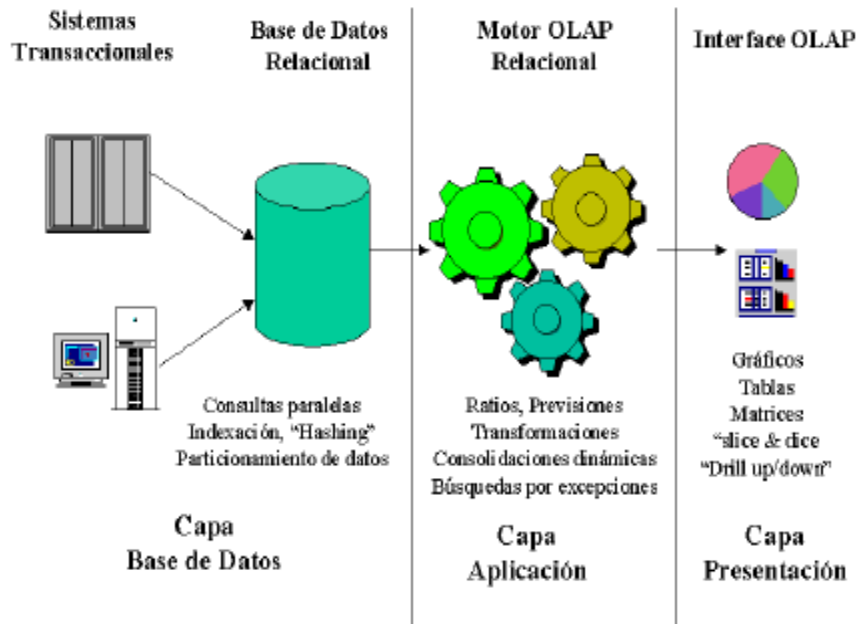 Sistemas
Transaccionales
Base de Datos
Relacional
Motor OLAP
Relacional
Interface OLAP
Consultas paralelas
Indexación, “Hashing”
Particionamiento de datos
Ratios, Previsiones
Transformaciones
Consolidaciones dinámicas
Búsquedas por excepciones
Gráficos
Tablas
Matrices
“slice & dice
“Drill up/down”
Capa
Base de Datos
Capa
Aplicación
Capa
Presentación